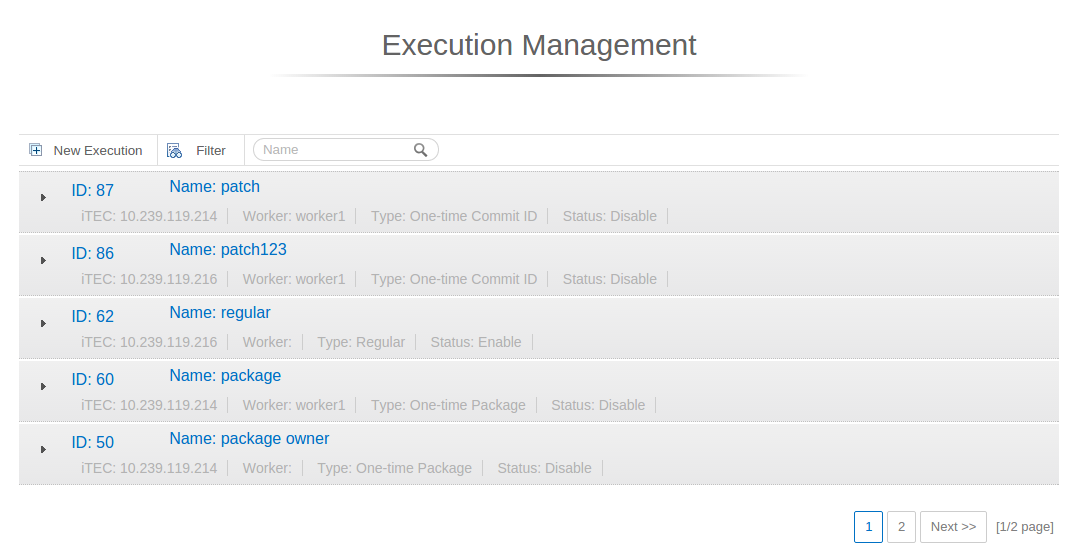 Execution Management
New Execution Filter Name
ID: 87 Name: patch
iTEC: 10.239.119.214 Worker: worker1 Type: One-time Commit ID Status: Disable
ID: 86 Name: patch123
iTEC: 10.239.119.216 Worker: worker1 Type: One-time Commit ID Status: Disable
ID: 62 Name: regular
iTEC: 10.239.119.216 Worker: Type: Regular Status: Enable
ID: 60 Name: package
iTEC: 10.239.119.214 Worker: worker1 Type: One-time Package Status: Disable
ID: 50 Name: package owner
iTEC: 10.239.119.214 Worker: Type: One-time Package Status: Disable
1 2 Next >> [1/2 page]